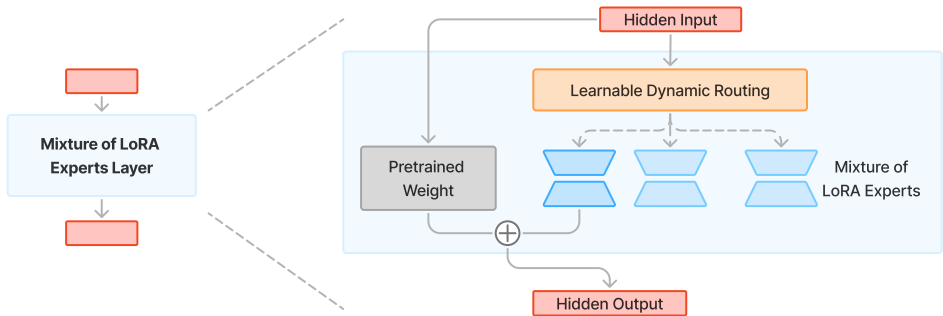 Mixture of LoRA
Experts Layer
Hidden Input
Learnable Dynamic Routing
Pretrained
Weight
Mixture of
LoRA Experts
Hidden Output